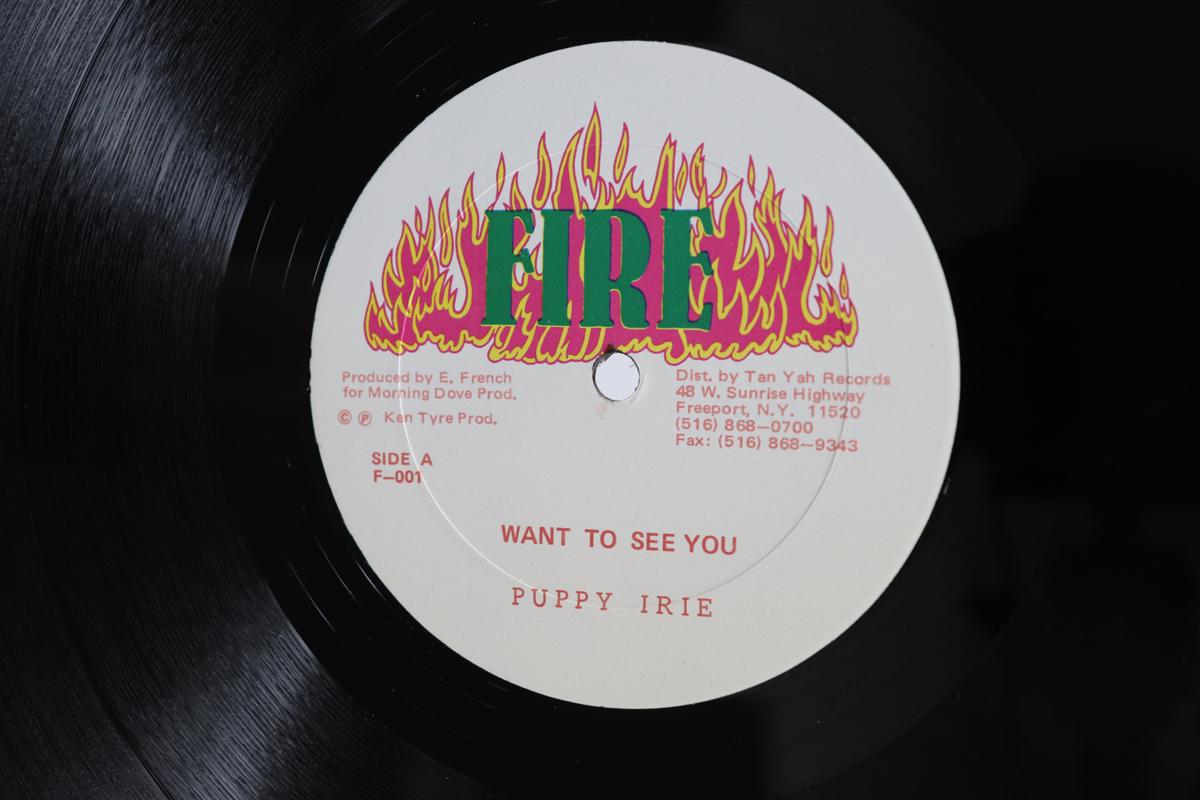 FIRE
Produced by E. French
for Morning Dove Prod.
© ℗ Ken Tyre Prod.
SIDE A
F—001
Dist. by Tan Yah Records
48 W. Sunrise Highway
Freeport, N.Y. 11520
(516) 868—0700
Fax: (516) 868—9343
WANT TO SEE YOU
PUPPY IRIE